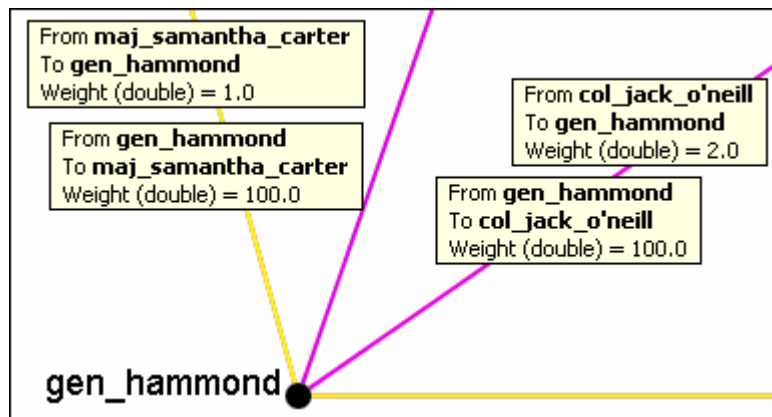 From maj_samantha_carter
To gen_hammond
Weight (double) = 1.0
From gen_hammond
To maj_samantha_carter
Weight (double) = 100.0
From col_jack_o'neill
To gen_hammond
Weight (double) = 2.0
From gen_hammond
To col_jack_o'neill
Weight (double) = 100.0
gen_hammond